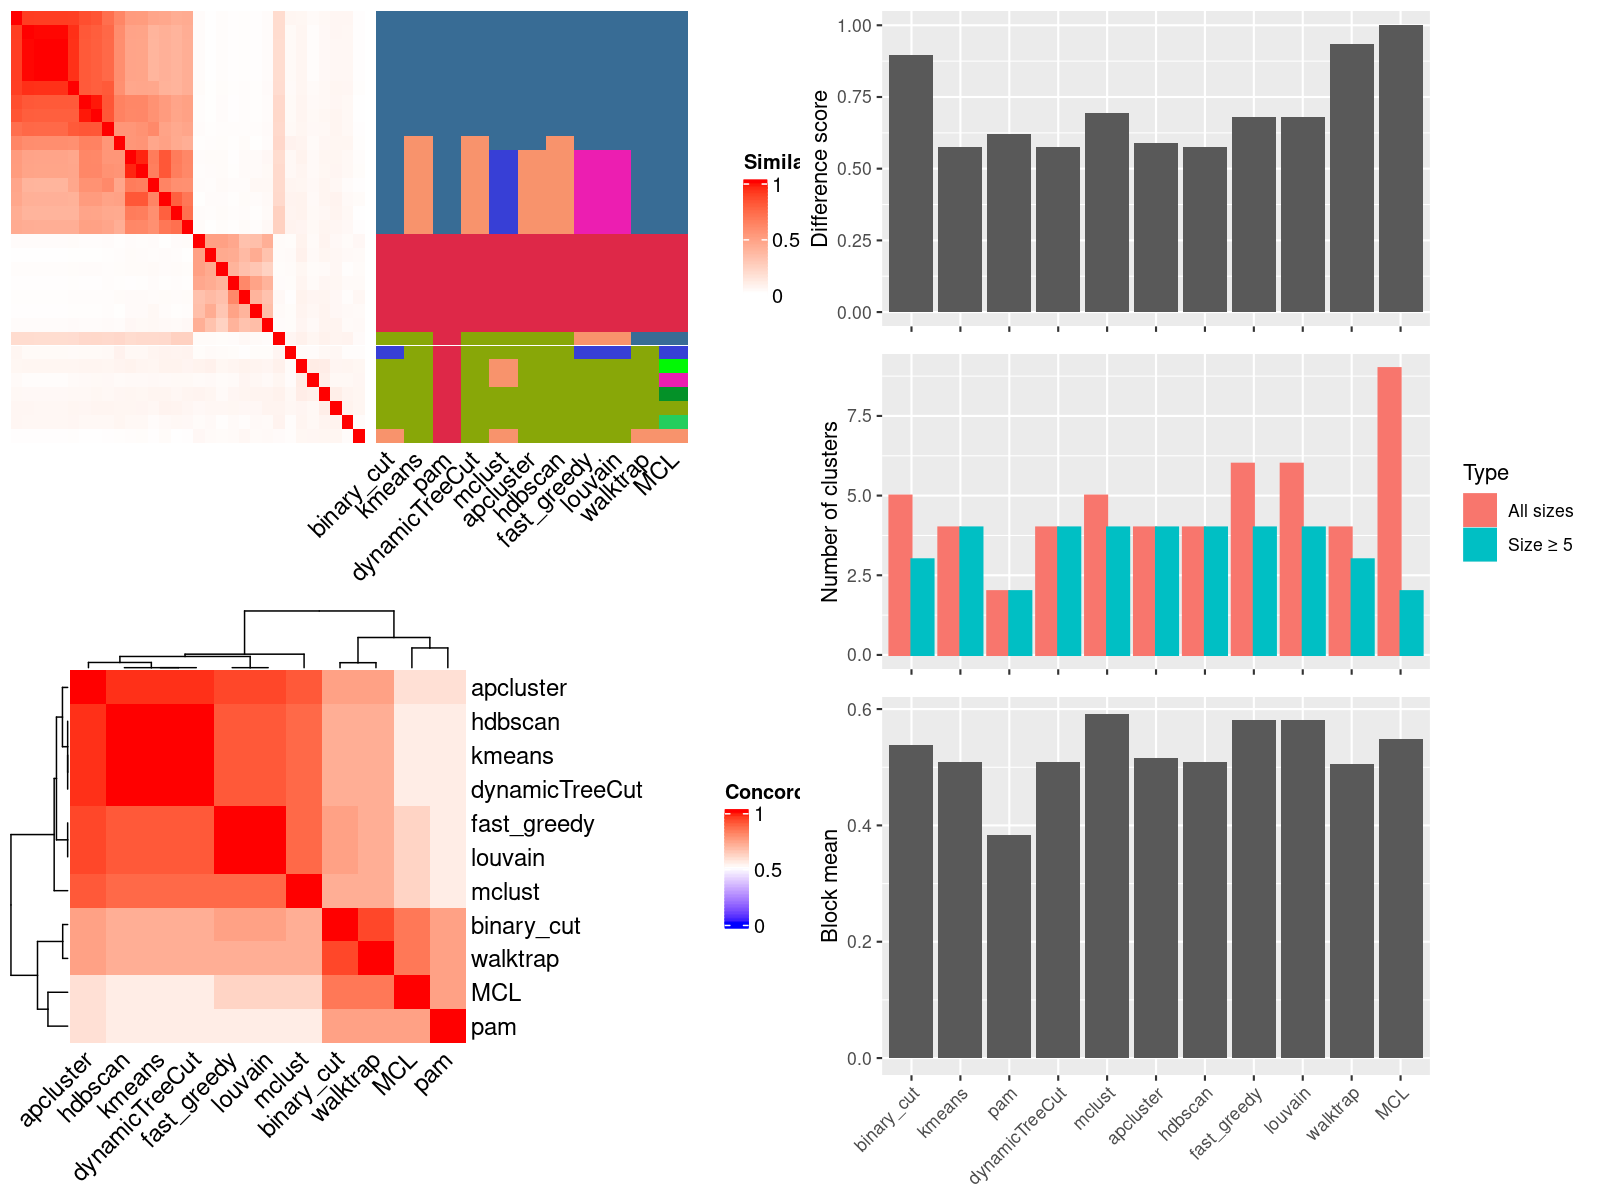 Simila
1
0.5
0
binary_cut
kmeans
pam
dynamicTreeCut
mclust
apcluster
hdbscan
fast_greedy
louvain
walktrap
MCL
Difference score
1.00
0.75
0.50
0.25
0.00
Number of clusters
7.5
5.0
2.5
0.0
Type
All sizes
Size ≥ 5
apcluster
hdbscan
kmeans
dynamicTreeCut
fast_greedy
louvain
mclust
binary_cut
walktrap
MCL
pam
apcluster
hdbscan
kmeans
dynamicTreeCut
fast_greedy
louvain
mclust
binary_cut
walktrap
MCL
pam
Concord
1
0.5
0
Block mean
0.6
0.4
0.2
0.0
binary_cut
kmeans
pam
dynamicTreeCut
mclust
apcluster
hdbscan
fast_greedy
louvain
walktrap
MCL